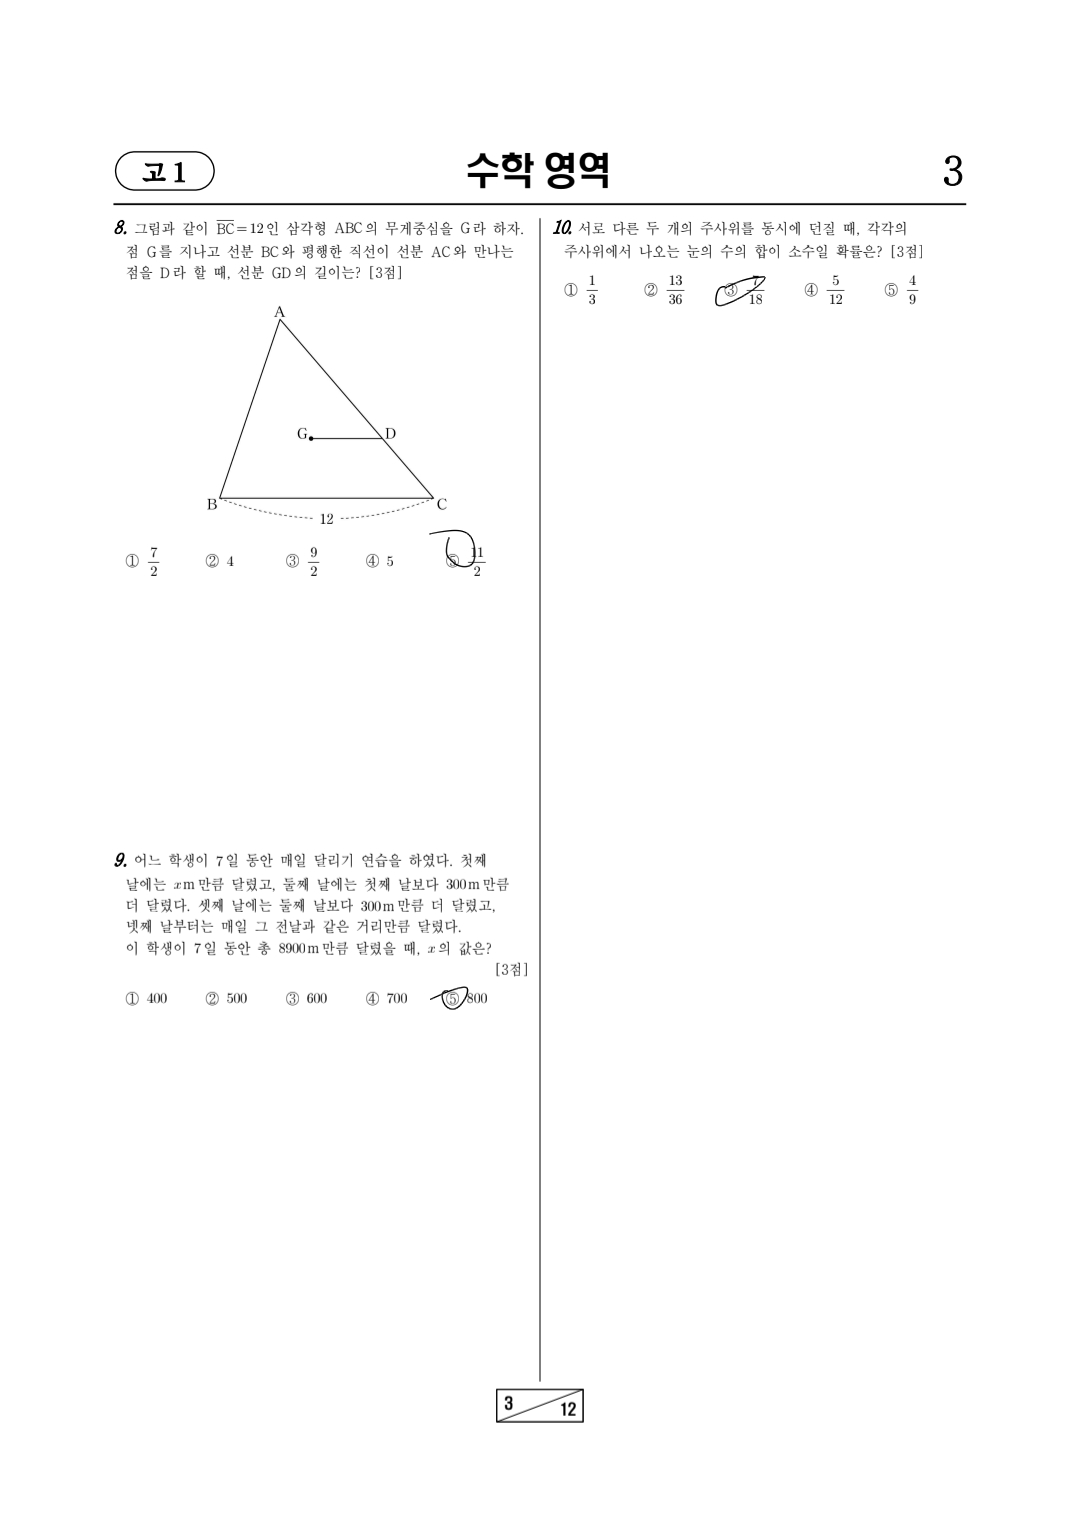 고 1
수학 영역
3
8. 그림과 같이 BC=12인 삼각형 ABC의 무게중심을 G라 하자.
점 G를 지나고 선분 BC와 평행한 직선이 선분 AC와 만나는
점을 D라 할 때, 선분 GD의 길이는? [3점]
A
G D
B C
12
① 7/2 ② 4 ③ 9/2 ④ 5 ⑤ 11/2
9. 어느 학생이 7일 동안 매일 달리기 연습을 하였다. 첫째
날에는 x m만큼 달렸고, 둘째 날에는 첫째 날보다 300m만큼
더 달렸다. 셋째 날에는 둘째 날보다 300m만큼 더 달렸고,
넷째 날부터는 매일 그 전날과 같은 거리만큼 달렸다.
이 학생이 7일 동안 총 8900m만큼 달렸을 때, x의 값은?
[3점]
① 400 ② 500 ③ 600 ④ 700 ⑤ 800
10. 서로 다른 두 개의 주사위를 동시에 던질 때, 각각의
주사위에서 나오는 눈의 수의 합이 소수일 확률은? [3점]
① 1/3 ② 13/36 ③ 7/18 ④ 5/12 ⑤ 4/9
3
12